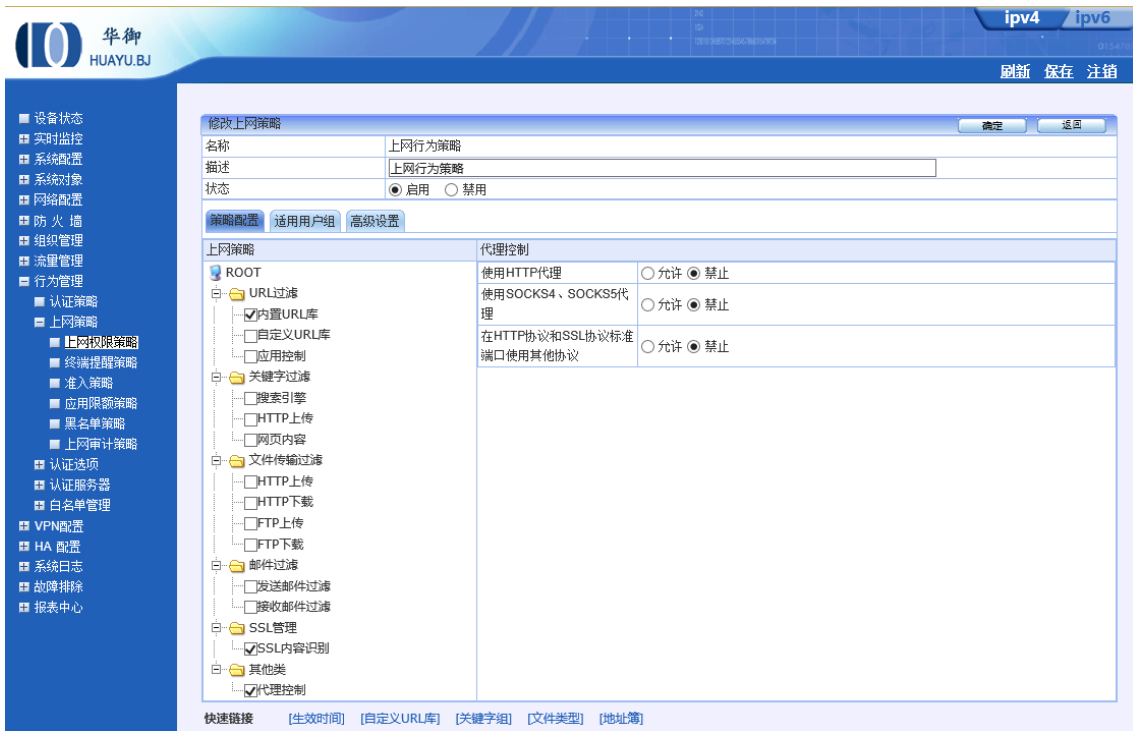 华御
HUAYU.BJ
ipv4
ipv6
刷新 保存 注销
设备状态
实时监控
系统配置
系统对象
网络配置
防 火 墙
组织管理
流量管理
行为管理
认证策略
上网策略
上网权限策略
终端提醒策略
准入策略
应用限额策略
黑名单策略
上网审计策略
认证选项
认证服务器
白名单管理
VPN配置
HA 配置
系统日志
故障排除
报表中心
修改上网策略
确定
返回
名称
上网行为策略
描述
上网行为策略
状态
启用
禁用
策略配置
适用用户组
高级设置
上网策略
ROOT
URL过滤
内置URL库
自定义URL库
应用控制
关键字过滤
搜索引擎
HTTP上传
网页内容
文件传输过滤
HTTP上传
HTTP下载
FTP上传
FTP下载
邮件过滤
发送邮件过滤
接收邮件过滤
SSL管理
SSL内容识别
其他类
代理控制
代理控制
使用HTTP代理
允许 禁止
使用SOCKS4、SOCKS5代
理
允许 禁止
在HTTP协议和SSL协议标准
端口使用其他协议
允许 禁止
快速链接 [生效时间] [自定义URL库] [关键字组] [文件类型] [地址簿]